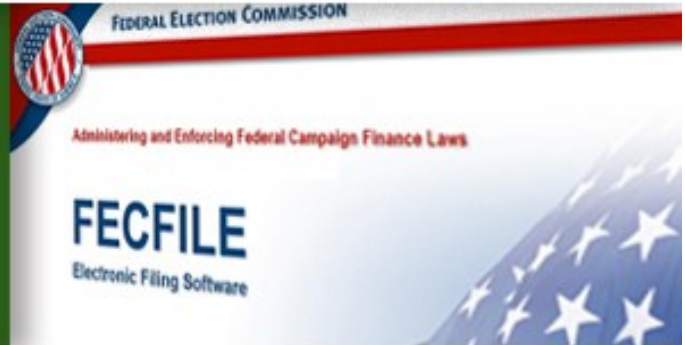 FEDERAL ELECTION COMMISSION
Administering and Enforcing Federal Campaign Finance Laws
FECFILE
Electronic Filing Software